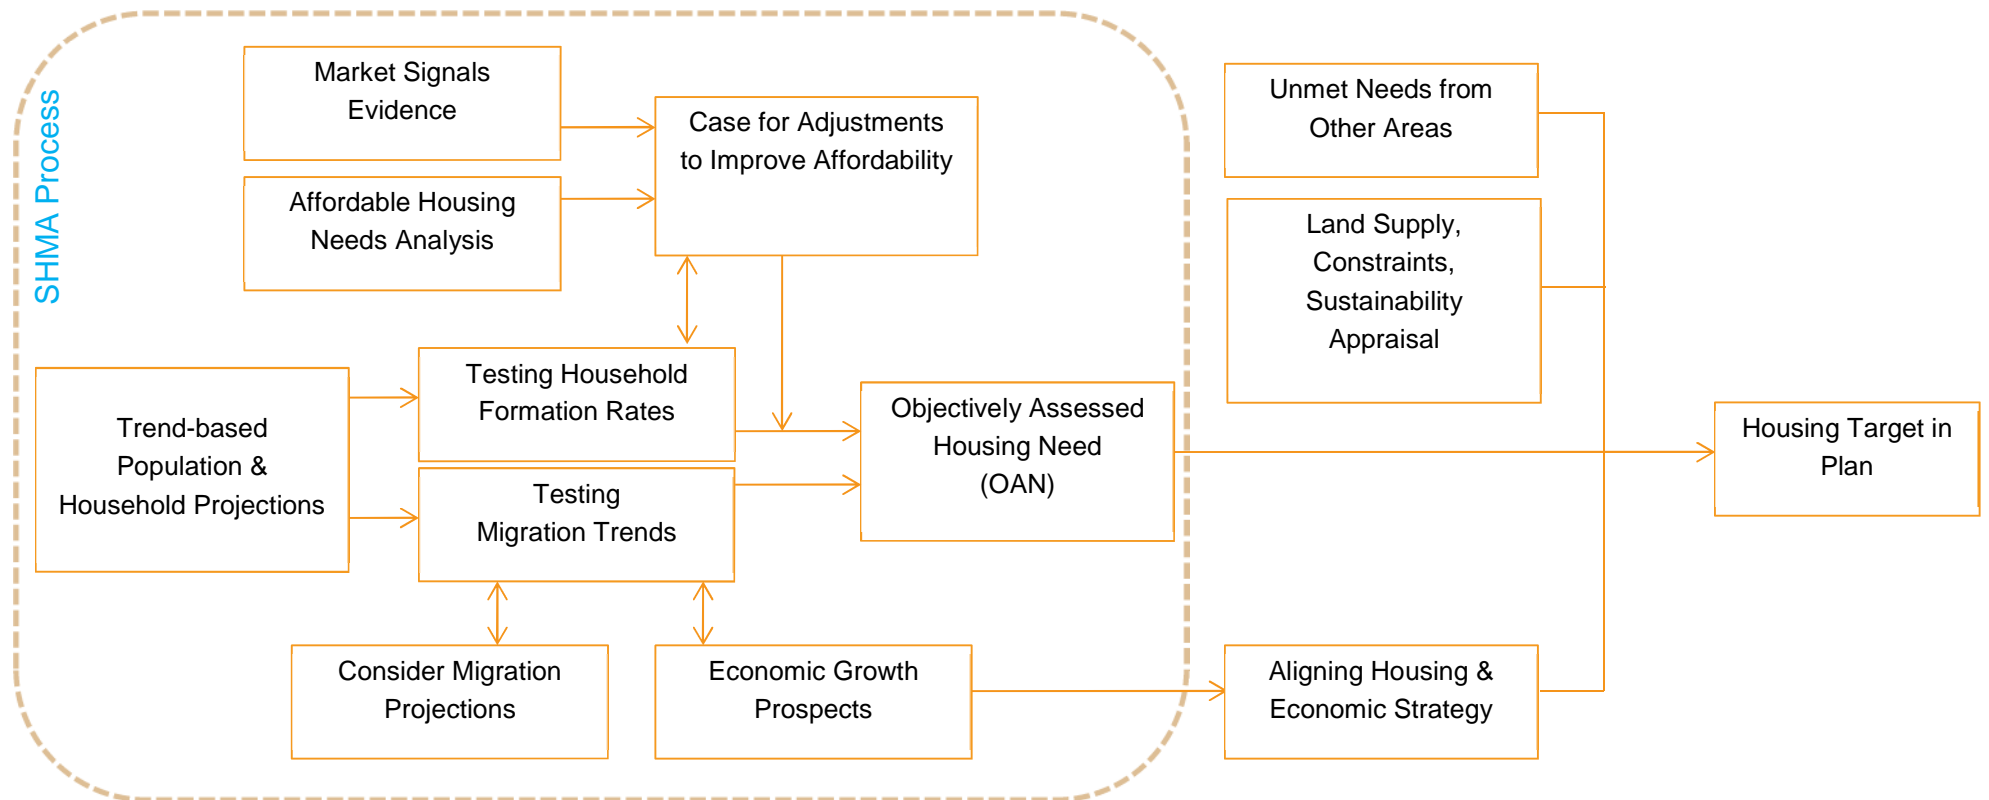 SHMA Process
Market Signals
Evidence
Affordable Housing
Needs Analysis
Case for Adjustments
to Improve Affordability
Trend-based
Population &
Household Projections
Testing Household
Formation Rates
Testing
Migration Trends
Consider Migration
Projections
Economic Growth
Prospects
Objectively Assessed
Housing Need
(OAN)
Unmet Needs from
Other Areas
Land Supply,
Constraints,
Sustainability
Appraisal
Aligning Housing &
Economic Strategy
Housing Target in
Plan